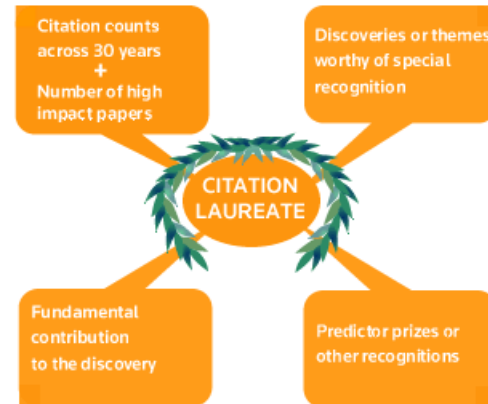 Citation counts
across 30 years
+
Number of high
impact papers
Discoveries or themes
worthy of special
recognition
CITATION
LAUREATE
Fundamental
contribution
to the discovery
Predictor prizes or
other recognitions